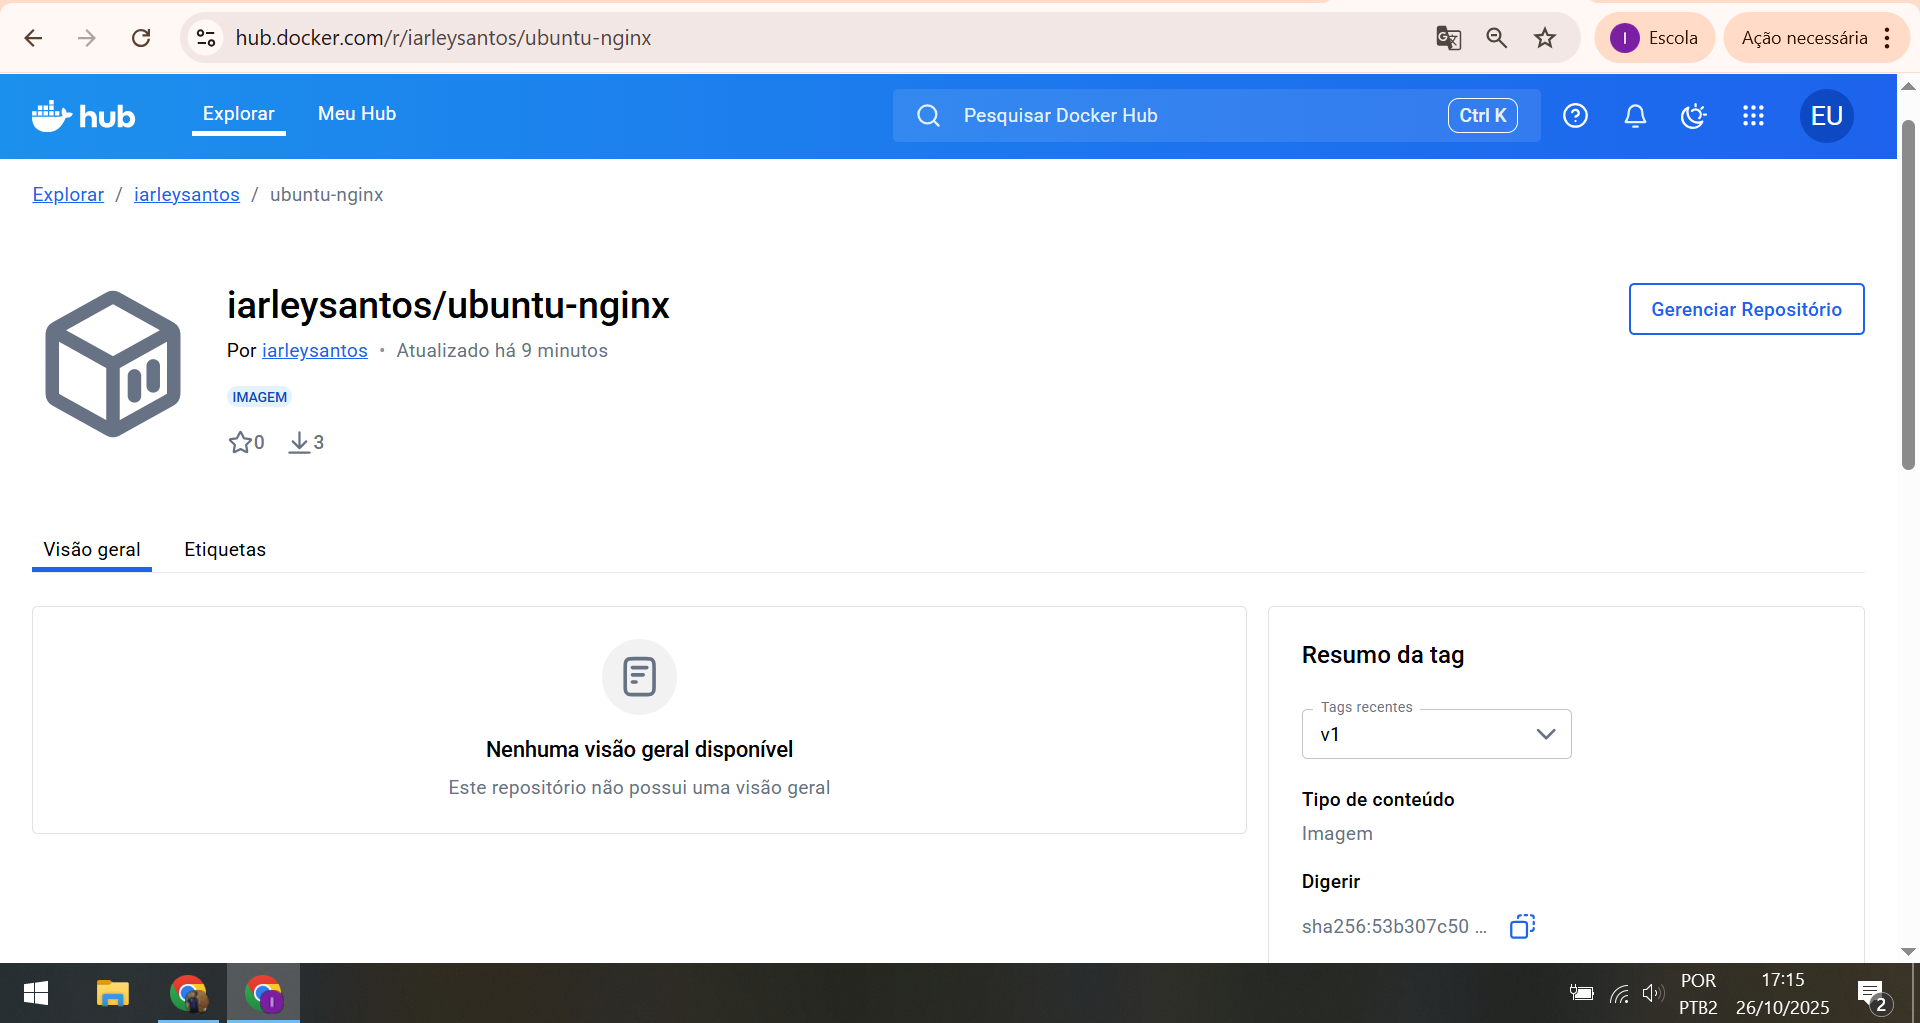 hub.docker.com/r/iarleysantos/ubuntu-nginx
I
Escola
Ação necessária
hub
Explorar
Meu Hub
Pesquisar Docker Hub
Ctrl K
EU
Explorar / iarleysantos / ubuntu-nginx
iarleysantos/ubuntu-nginx
Gerenciar Repositório
Por iarleysantos • Atualizado há 9 minutos
IMAGEM
0
3
Visão geral
Etiquetas
Nenhuma visão geral disponível
Este repositório não possui uma visão geral
Resumo da tag
Tags recentes
v1
Tipo de conteúdo
Imagem
Digerir
sha256:53b307c50 ...
I
POR
PTB2
17:15
26/10/2025
2